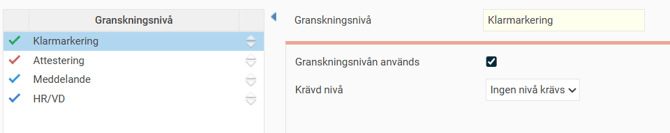 Granskningsnivå
Klarmarkering
Attestering
Meddelande
HR/VD
Granskningsnivå Klarmarkering
Granskningsnivån används
Krävd nivå Ingen nivå krävs